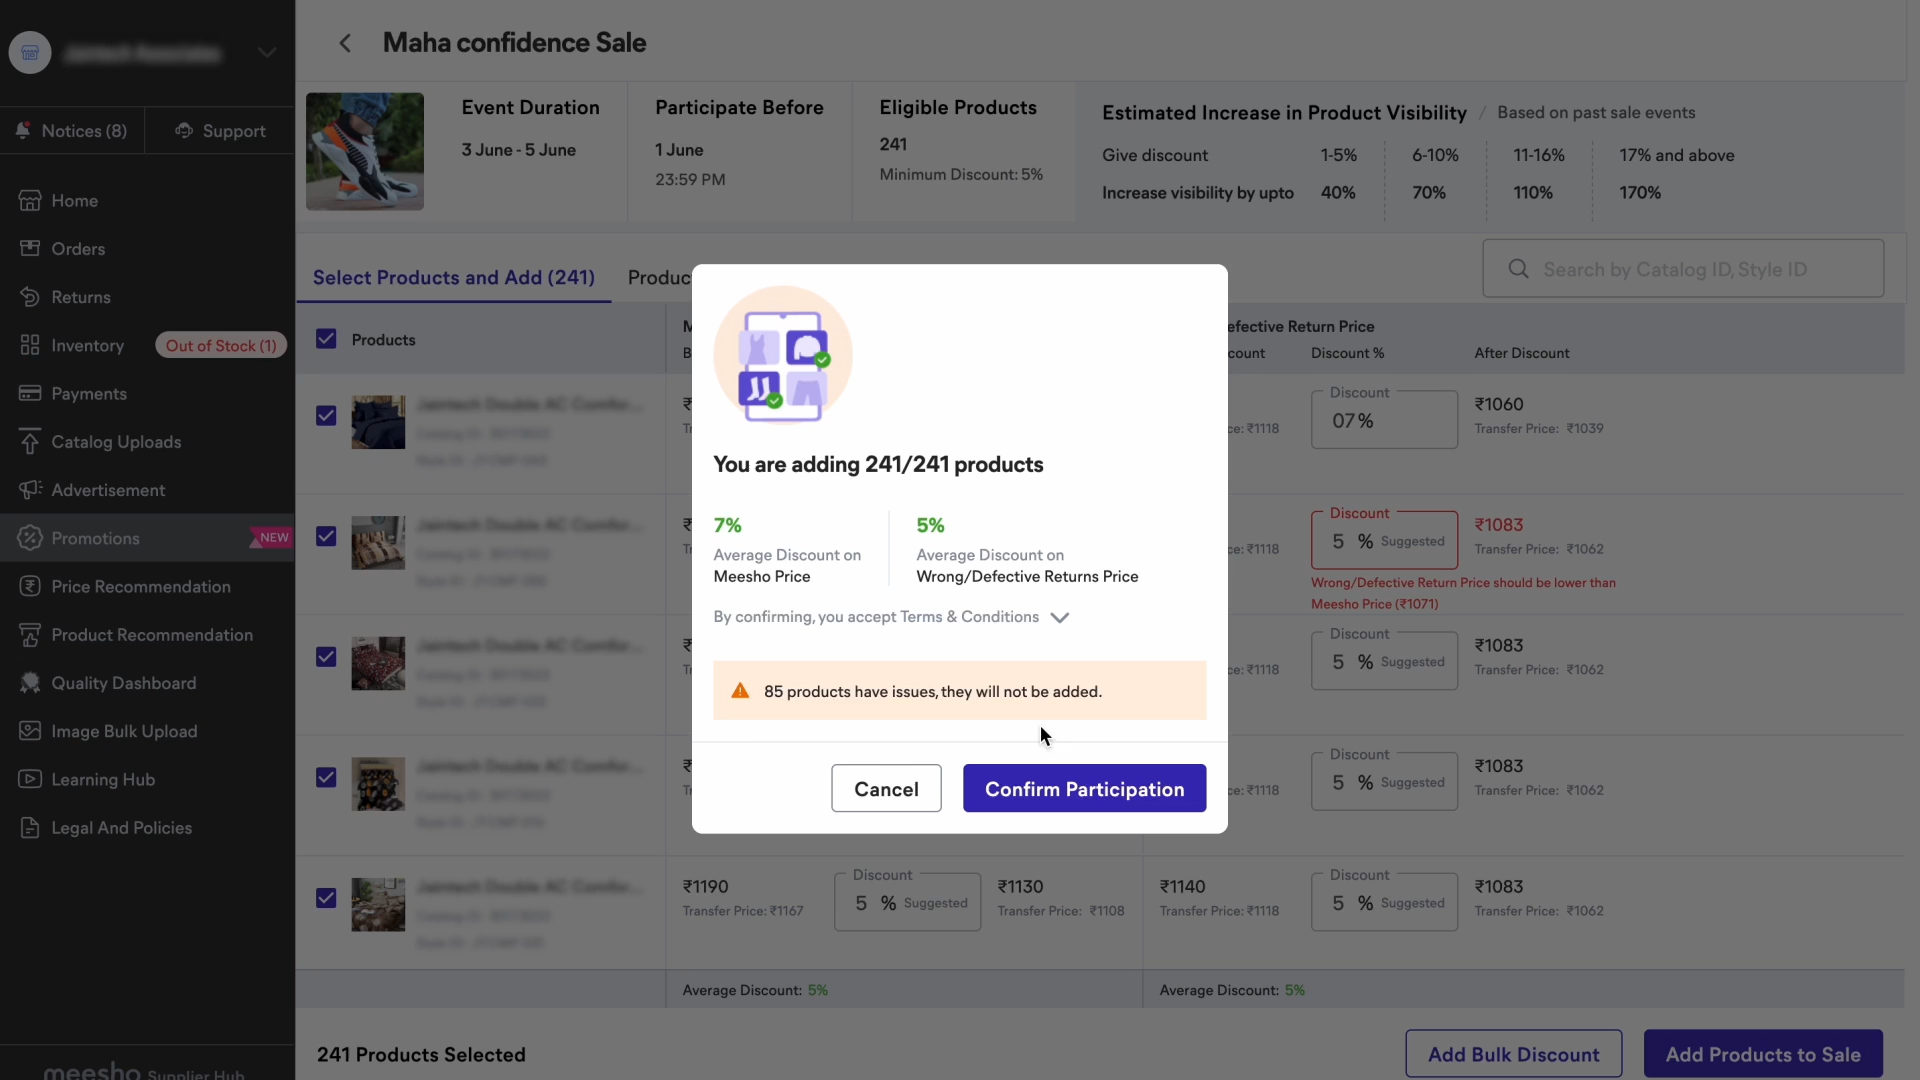 Maha confidence Sale
Notices (8)
Support
Home
Orders
Returns
Inventory
Out of Stock (1)
Payments
Catalog Uploads
Advertisement
Promotions
NEW
Price Recommendation
Product Recommendation
Quality Dashboard
Image Bulk Upload
Learning Hub
Legal And Policies
meesho Supplier Hub
Event Duration
3 June - 5 June
Participate Before
1 June
23:59 PM
Eligible Products
241
Minimum Discount: 5%
Estimated Increase in Product Visibility / Based on past sale events
Give discount 1-5% 6-10% 11-16% 17% and above
Increase visibility by upto 40% 70% 110% 170%
Select Products and Add (241)
Produc
Search by Catalog ID, Style ID
Products
efective Return Price
count
Discount %
After Discount
Discount
07 %
₹1060
ce: ₹1118
Transfer Price: ₹1039
Discount
5 % Suggested
₹1083
ce: ₹1118
Transfer Price: ₹1062
Wrong/Defective Return Price should be lower than
Meesho Price (₹1071)
Discount
5 % Suggested
₹1083
ce: ₹1118
Transfer Price: ₹1062
Discount
5 % Suggested
₹1083
ce: ₹1118
Transfer Price: ₹1062
₹1190
Transfer Price: ₹1167
Discount
5 % Suggested
₹1130
Transfer Price: ₹1108
₹1140
Transfer Price: ₹1118
Discount
5 % Suggested
₹1083
Transfer Price: ₹1062
Average Discount: 5%
Average Discount: 5%
241 Products Selected
Add Bulk Discount
Add Products to Sale
You are adding 241/241 products
7%
Average Discount on
Meesho Price
5%
Average Discount on
Wrong/Defective Returns Price
By confirming, you accept Terms & Conditions
85 products have issues, they will not be added.
Cancel
Confirm Participation